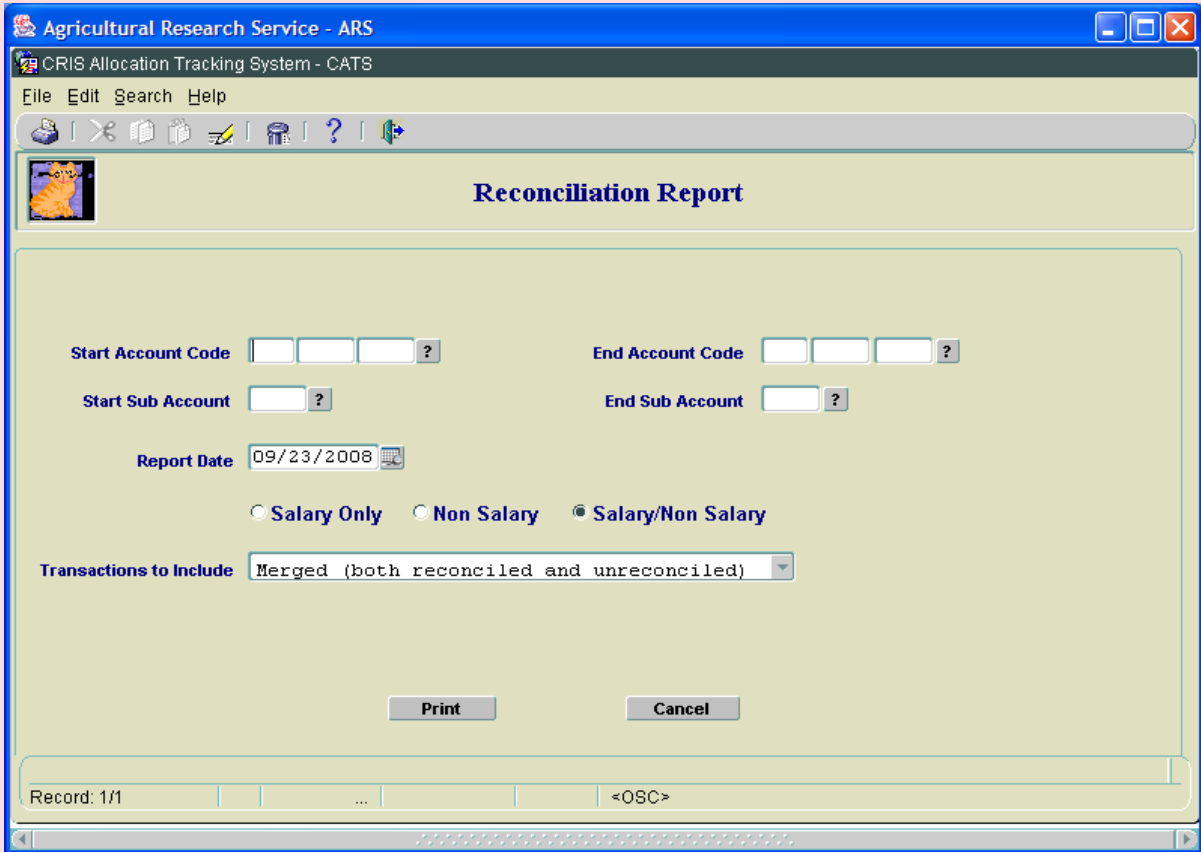 Agricultural Research Service - ARS
CRIS Allocation Tracking System - CATS
File Edit Search Help
?
Reconciliation Report
Start Account Code ? End Account Code ?
Start Sub Account ? End Sub Account ?
Report Date 09/23/2008
Salary Only Non Salary Salary/Non Salary
Transactions to Include Merged (both reconciled and unreconciled)
Print Cancel
Record: 1/1 ... <OSC>